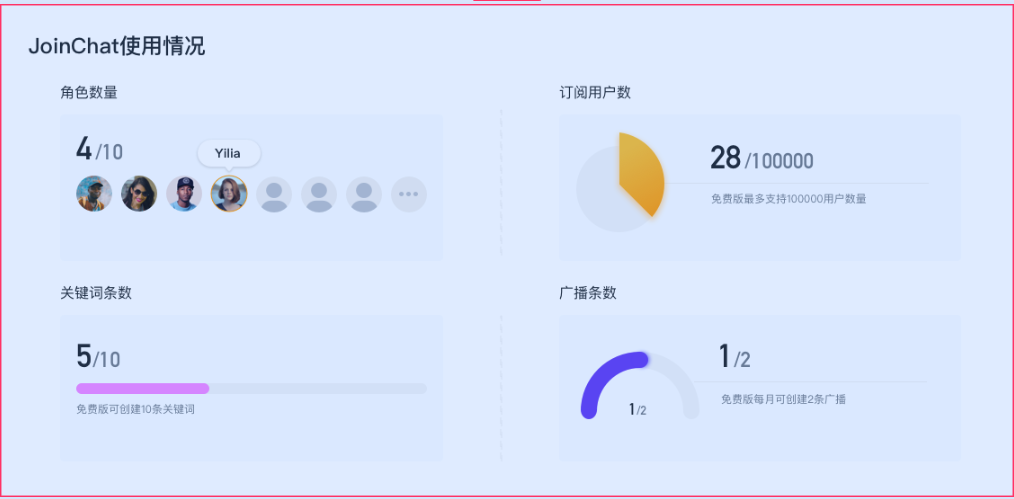 JoinChat使用情况
角色数量
4/10
Yilia
订阅用户数
28/100000
免费版最多支持100000用户数量
关键词条数
5/10
免费版可创建10条关键词
广播条数
1/2
1/2
免费版每月可创建2条广播